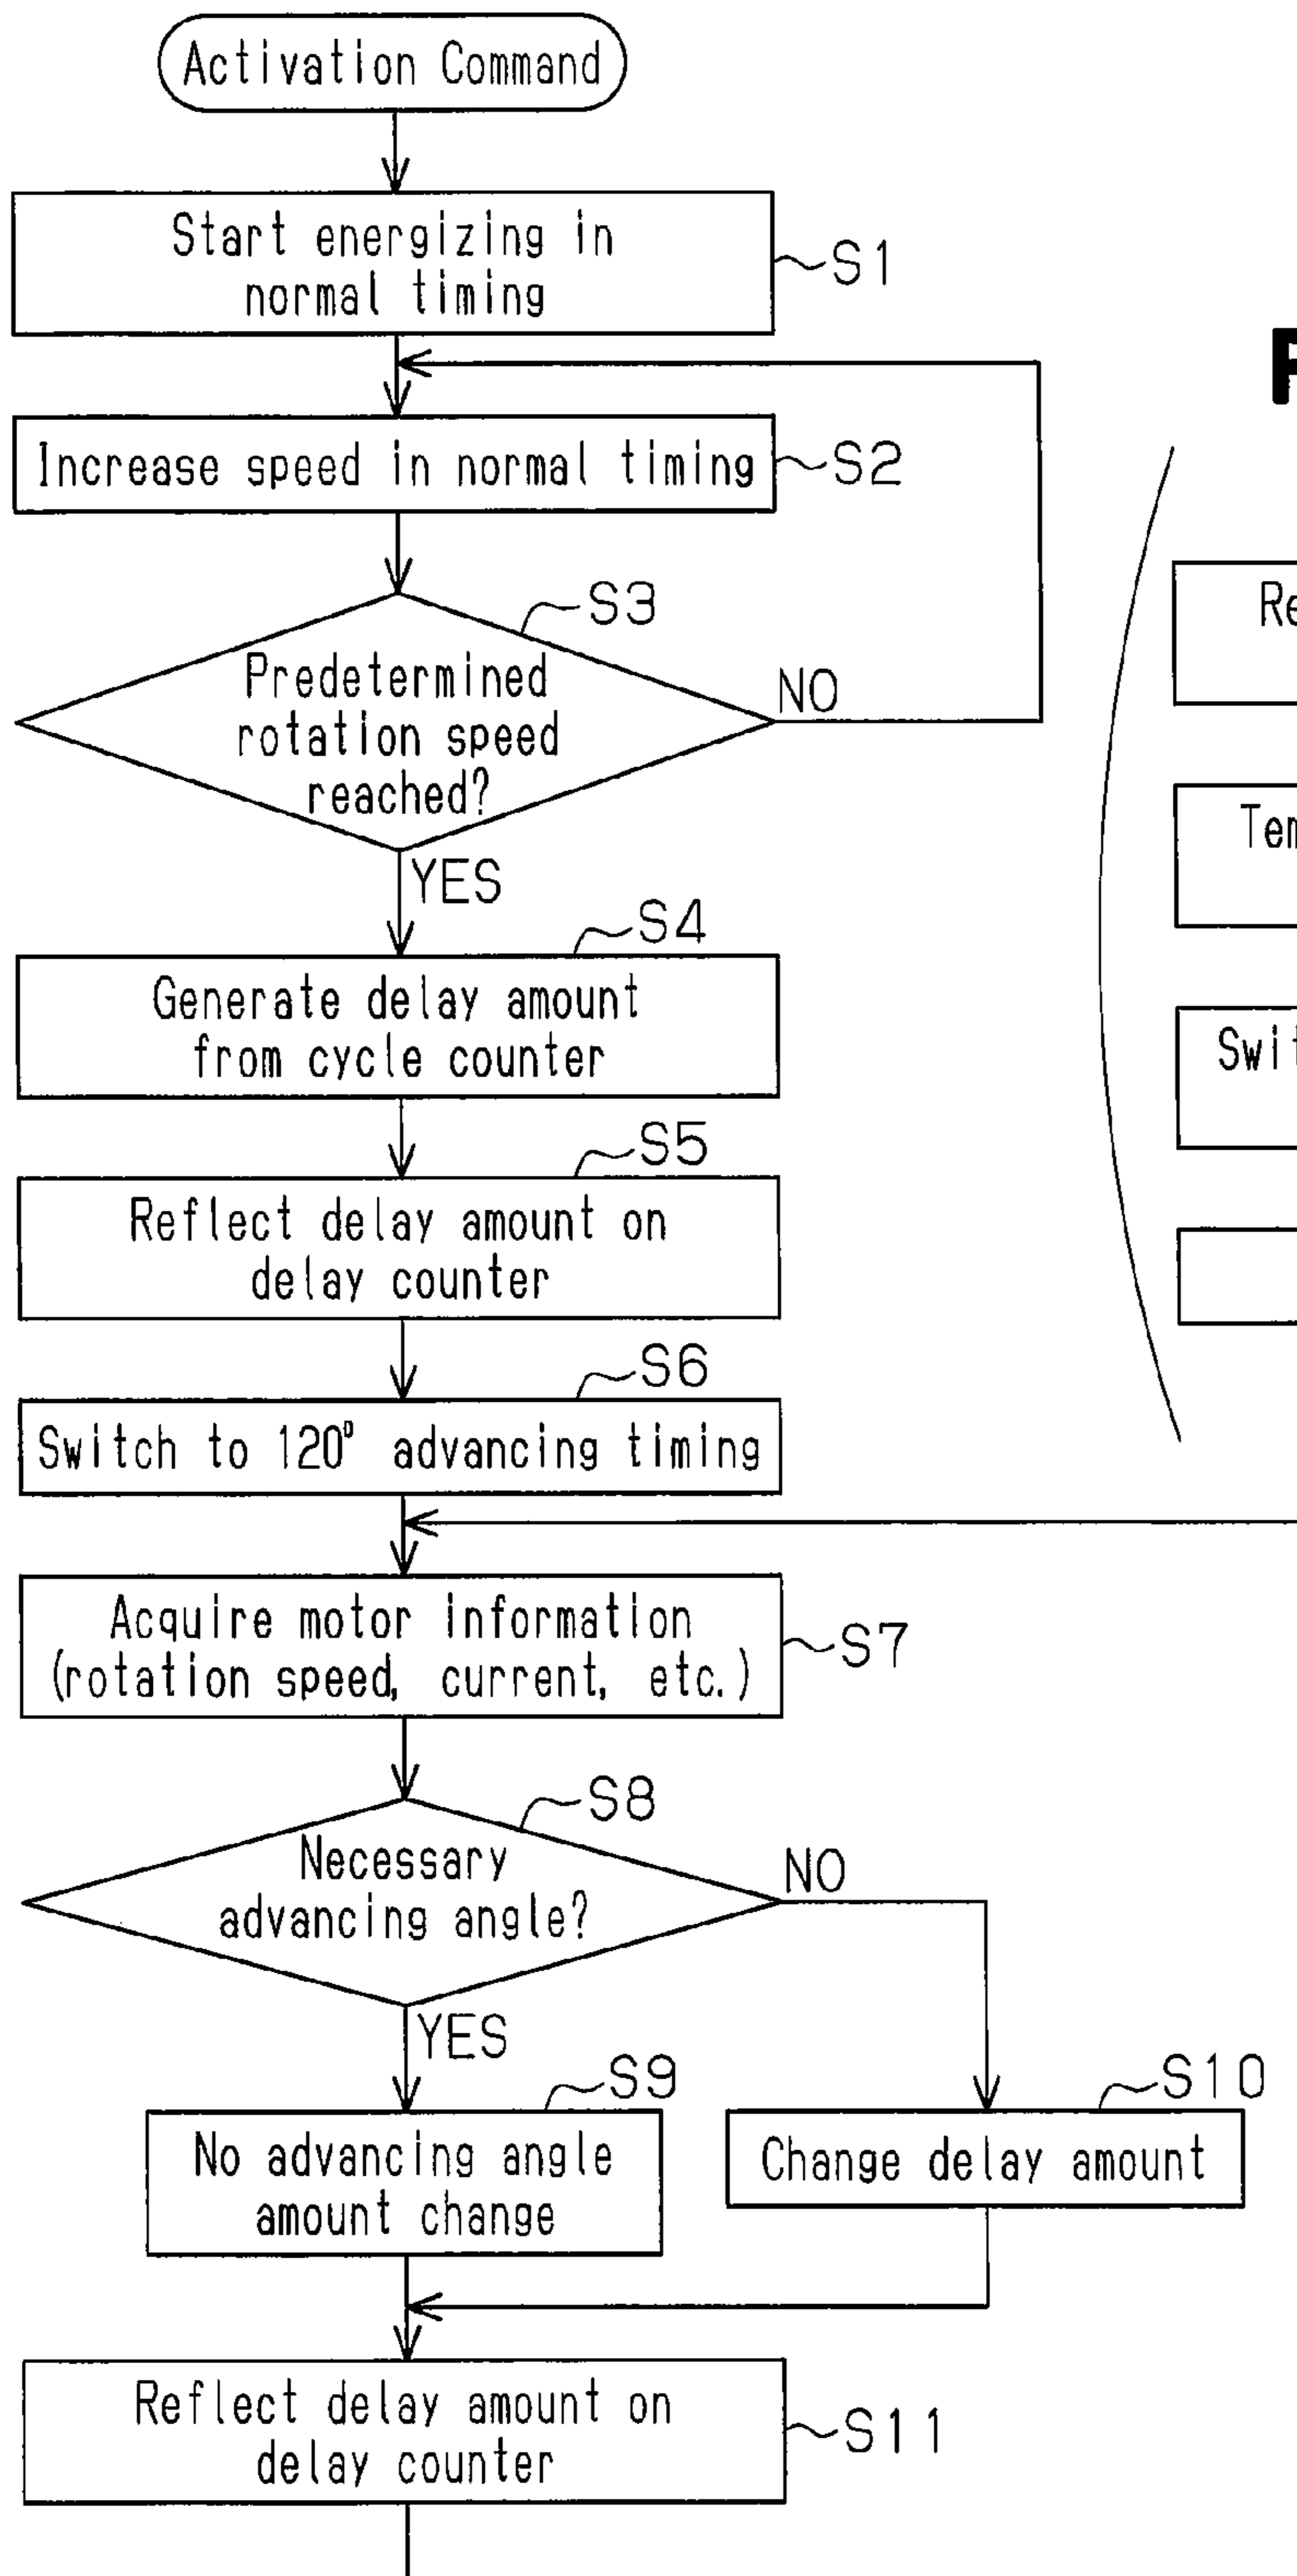 Activation Command
Start energizing in
normal timing
S1
Increase speed in normal timing
S2
S3
Predetermined
rotation speed
reached?
NO
YES
S4
Generate delay amount
from cycle counter
S5
Reflect delay amount on
delay counter
S6
Switch to 120° advancing timing
Acquire motor information
(rotation speed, current, etc.)
S7
S8
Necessary
advancing angle?
NO
YES
S9
No advancing angle
amount change
S10
Change delay amount
Reflect delay amount on
delay counter
S11